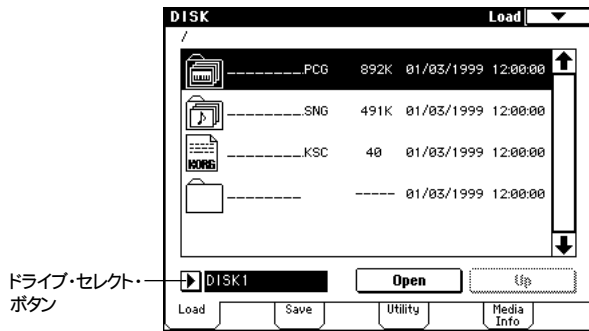 DISK Load
/
________.PCG 892K 01/03/1999 12:00:00
________.SNG 491K 01/03/1999 12:00:00
KORG ________.KSC 40 01/03/1999 12:00:00
________ ----- 01/03/1999 12:00:00
ドライブ・セレクト・
ボタン
DISK1 Open Up
Load Save Utility Media
Info